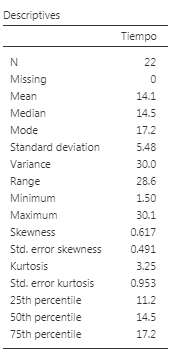 Descriptives
Tiempo
N 22
Missing 0
Mean 14.1
Median 14.5
Mode 17.2
Standard deviation 5.48
Variance 30.0
Range 28.6
Minimum 1.50
Maximum 30.1
Skewness 0.617
Std. error skewness 0.491
Kurtosis 3.25
Std. error kurtosis 0.953
25th percentile 11.2
50th percentile 14.5
75th percentile 17.2